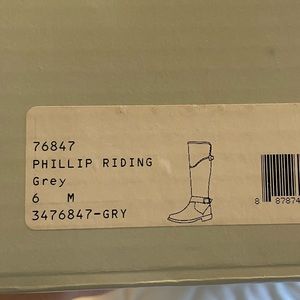 76847
PHILLIP RIDING
Grey
6 M
3476847-GRY
8 87874